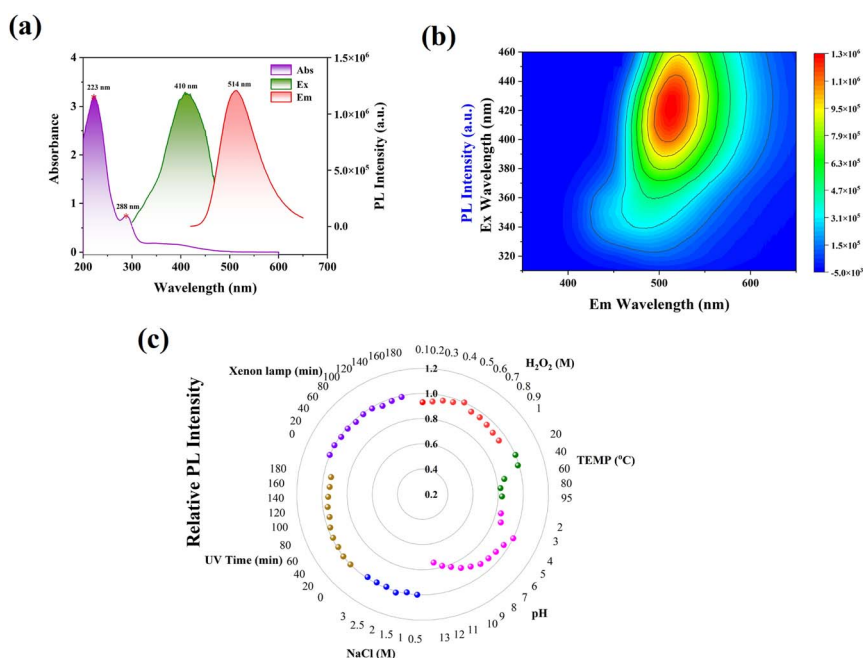 (a)
4
3
2
1
0
Absorbance
223 nm
288 nm
410 nm
514 nm
Abs
Ex
Em
1.5×10⁶
1.0×10⁶
5.0×10⁵
0.0
PL Intensity (a.u.)
200 300 400 500 600 700
Wavelength (nm)
(b)
PL Intensity (a.u.)
Ex Wavelength (nm)
460
440
420
400
380
360
340
320
400 500 600
Em Wavelength (nm)
1.3×10⁶
9.5×10⁵
7.9×10⁵
6.3×10⁵
4.7×10⁵
3.1×10⁵
1.5×10⁵
-5.0×10³
(c)
Relative PL Intensity
1.2
1.0
0.8
0.6
0.4
0.2
H₂O₂ (M)
0.1 0.2 0.3 0.4 0.5 0.6 0.7 0.8 0.9 1
TEMP (°C)
20 40 60 80 95
pH
2 3 4 5 6 7 8 9 10 11 12 13
NaCl (M)
0.5 1 1.5 2 2.5 3
UV Time (min)
0 20 40 60 80 100 120 140 160 180
Xenon lamp (min)
0 20 40 60 80 100 120 140 160 180